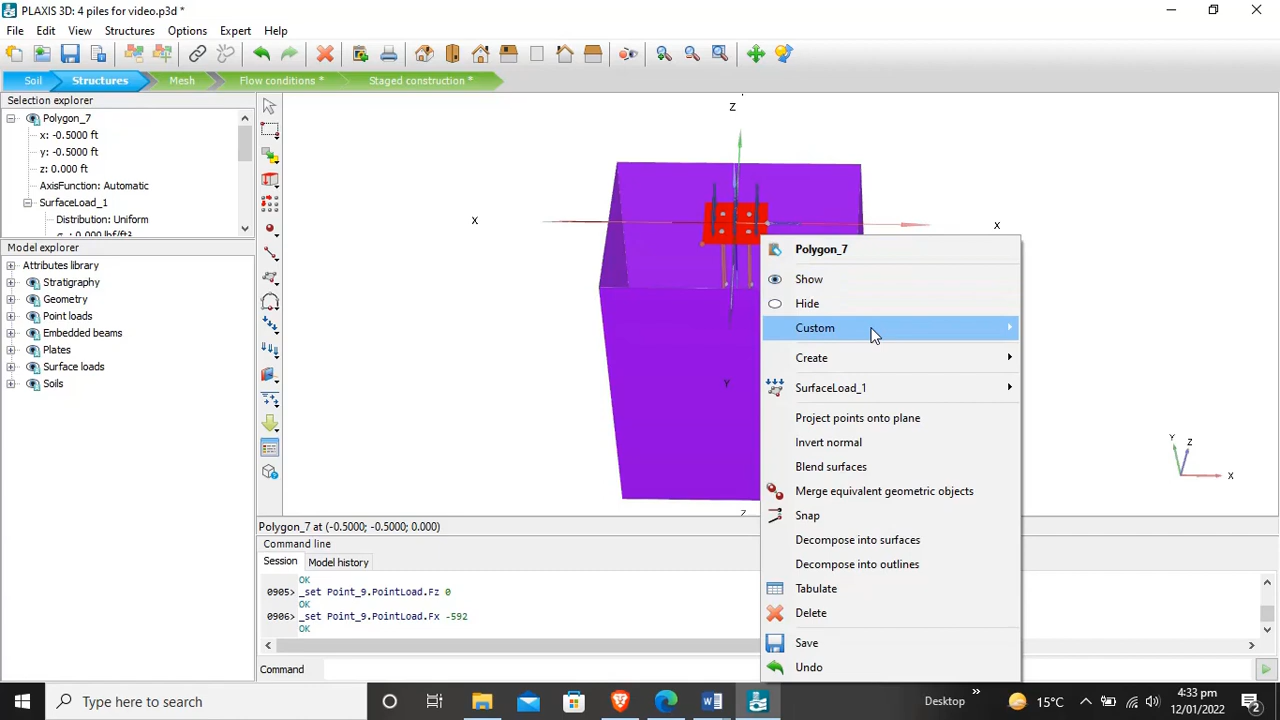 PLAXIS 3D: 4 piles for video.p3d *
File Edit View Structures Options Expert Help
Soil Structures Mesh Flow conditions * Staged construction *
Selection explorer
Polygon_7
x: -0.5000 ft
y: -0.5000 ft
z: 0.000 ft
AxisFunction: Automatic
SurfaceLoad_1
Distribution: Uniform
Model explorer
Attributes library
Stratigraphy
Geometry
Point loads
Embedded beams
Plates
Surface loads
Soils
Z
X
X
Y
Z
Y
Z
X
Polygon_7
Show
Hide
Custom
Create
SurfaceLoad_1
Project points onto plane
Invert normal
Blend surfaces
Merge equivalent geometric objects
Snap
Decompose into surfaces
Decompose into outlines
Tabulate
Delete
Save
Undo
Polygon_7 at (-0.5000; -0.5000; 0.000)
Command line
Session Model history
OK
0905> _set Point_9.PointLoad.Fz 0
OK
0906> _set Point_9.PointLoad.Fx -592
OK
Command
Type here to search
Desktop
15°C
4:33 pm
12/01/2022
2